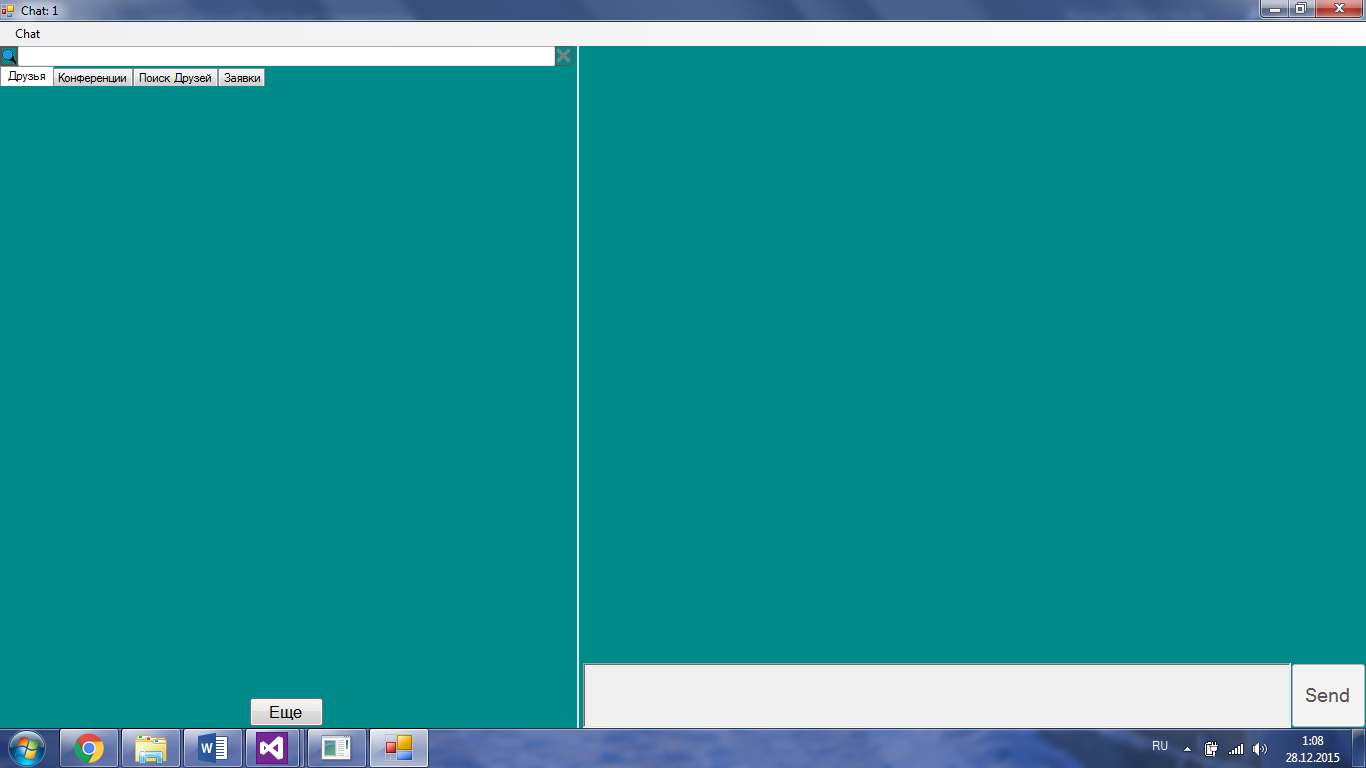 Chat: 1
Chat
Друзья Конференции Поиск Друзей Заявки
Еще
Send
RU
1:08
28.12.2015